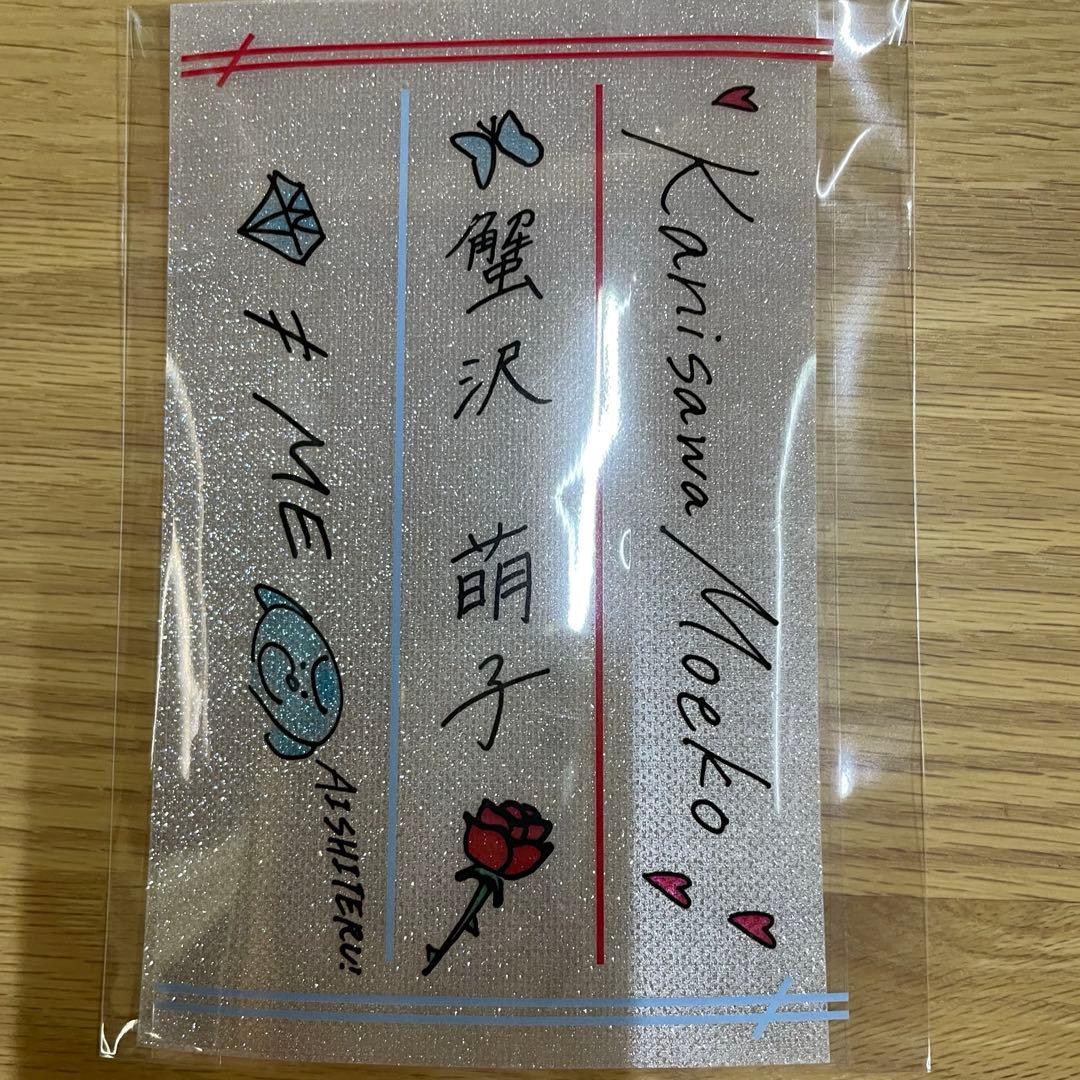 Kanisawa Moeko
蟹沢 萌子
≠ME
AISHITERU!